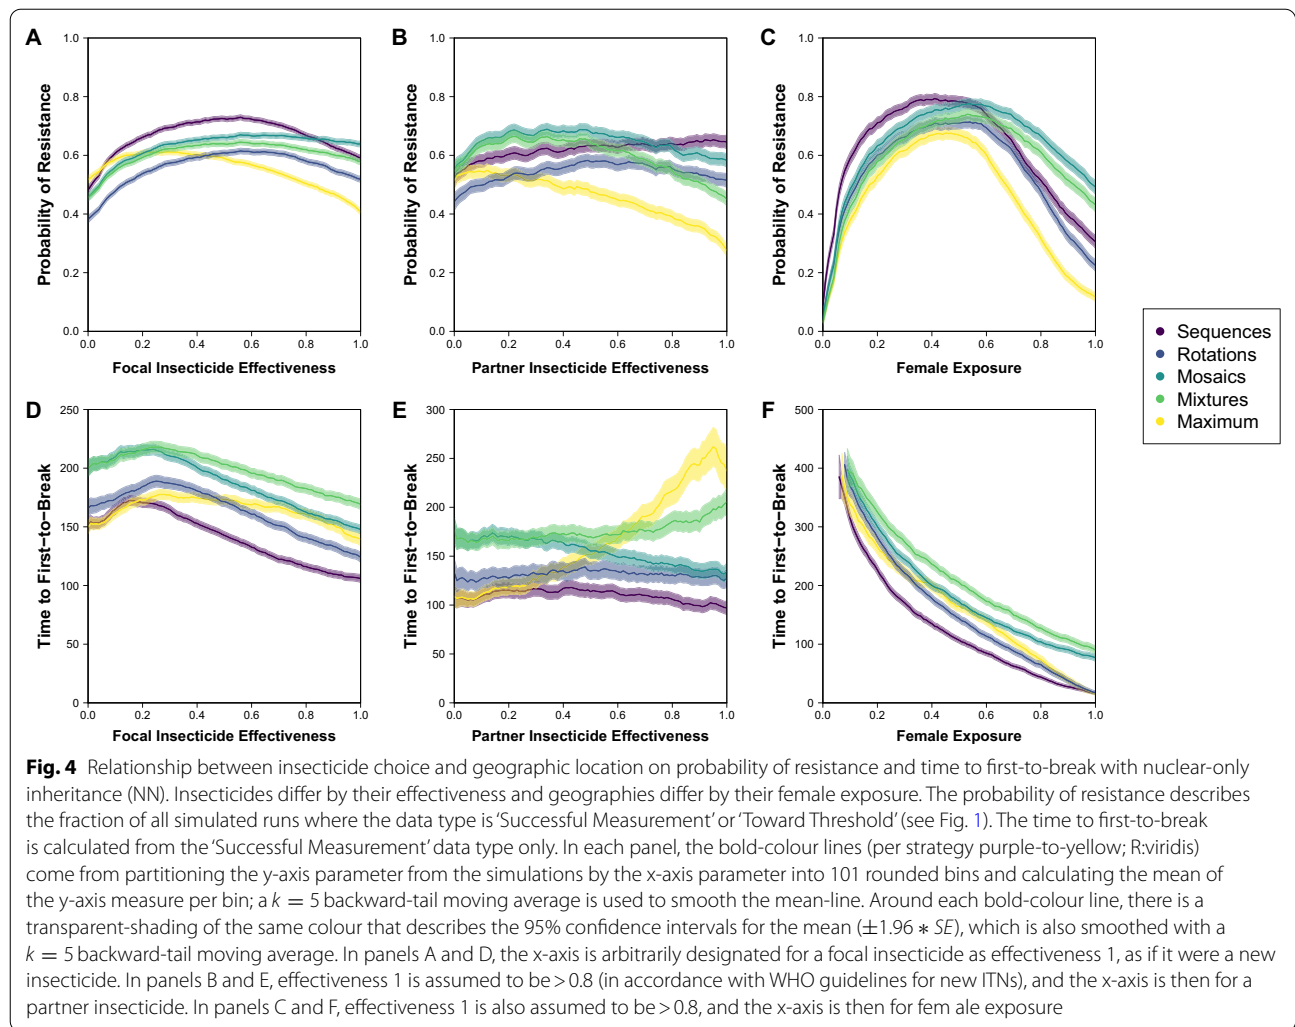 A
Probability of Resistance
1.0
0.8
0.6
0.4
0.2
0.0
0.0 0.2 0.4 0.6 0.8 1.0
Focal Insecticide Effectiveness
B
Probability of Resistance
1.0
0.8
0.6
0.4
0.2
0.0
0.0 0.2 0.4 0.6 0.8 1.0
Partner Insecticide Effectiveness
C
Probability of Resistance
1.0
0.8
0.6
0.4
0.2
0.0
0.0 0.2 0.4 0.6 0.8 1.0
Female Exposure
Sequences
Rotations
Mosaics
Mixtures
Maximum
D
Time to First−to−Break
250
200
150
100
50
0
0.0 0.2 0.4 0.6 0.8 1.0
Focal Insecticide Effectiveness
E
Time to First−to−Break
300
250
200
150
100
50
0
0.0 0.2 0.4 0.6 0.8 1.0
Partner Insecticide Effectiveness
F
Time to First−to−Break
500
400
300
200
100
0
0.0 0.2 0.4 0.6 0.8 1.0
Female Exposure
Fig. 4 Relationship between insecticide choice and geographic location on probability of resistance and time to first-to-break with nuclear-only
inheritance (NN). Insecticides differ by their effectiveness and geographies differ by their female exposure. The probability of resistance describes
the fraction of all simulated runs where the data type is ‘Successful Measurement’ or ‘Toward Threshold’ (see Fig. 1). The time to first-to-break
is calculated from the ‘Successful Measurement’ data type only. In each panel, the bold-colour lines (per strategy purple-to-yellow; R:viridis)
come from partitioning the y-axis parameter from the simulations by the x-axis parameter into 101 rounded bins and calculating the mean of
the y-axis measure per bin; a k = 5 backward-tail moving average is used to smooth the mean-line. Around each bold-colour line, there is a
transparent-shading of the same colour that describes the 95% confidence intervals for the mean (±1.96 ∗ SE), which is also smoothed with a
k = 5 backward-tail moving average. In panels A and D, the x-axis is arbitrarily designated for a focal insecticide as effectiveness 1, as if it were a new
insecticide. In panels B and E, effectiveness 1 is assumed to be > 0.8 (in accordance with WHO guidelines for new ITNs), and the x-axis is then for a
partner insecticide. In panels C and F, effectiveness 1 is also assumed to be > 0.8, and the x-axis is then for fem ale exposure